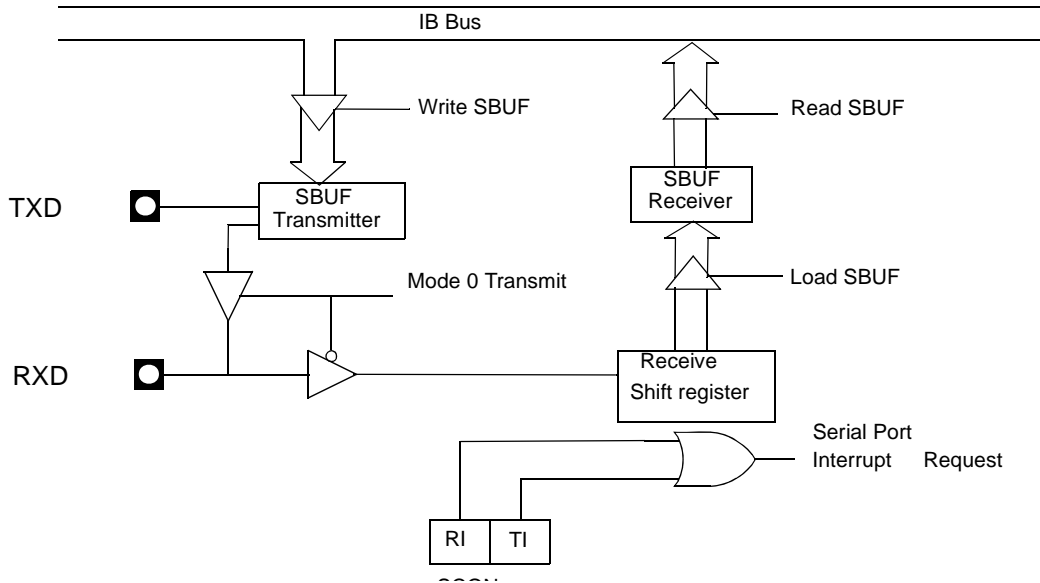 IB Bus
Write SBUF
Read SBUF
SBUF
Transmitter
SBUF
Receiver
TXD
Load SBUF
Mode 0 Transmit
RXD
Receive
Shift register
Serial Port
Interrupt Request
RI TI